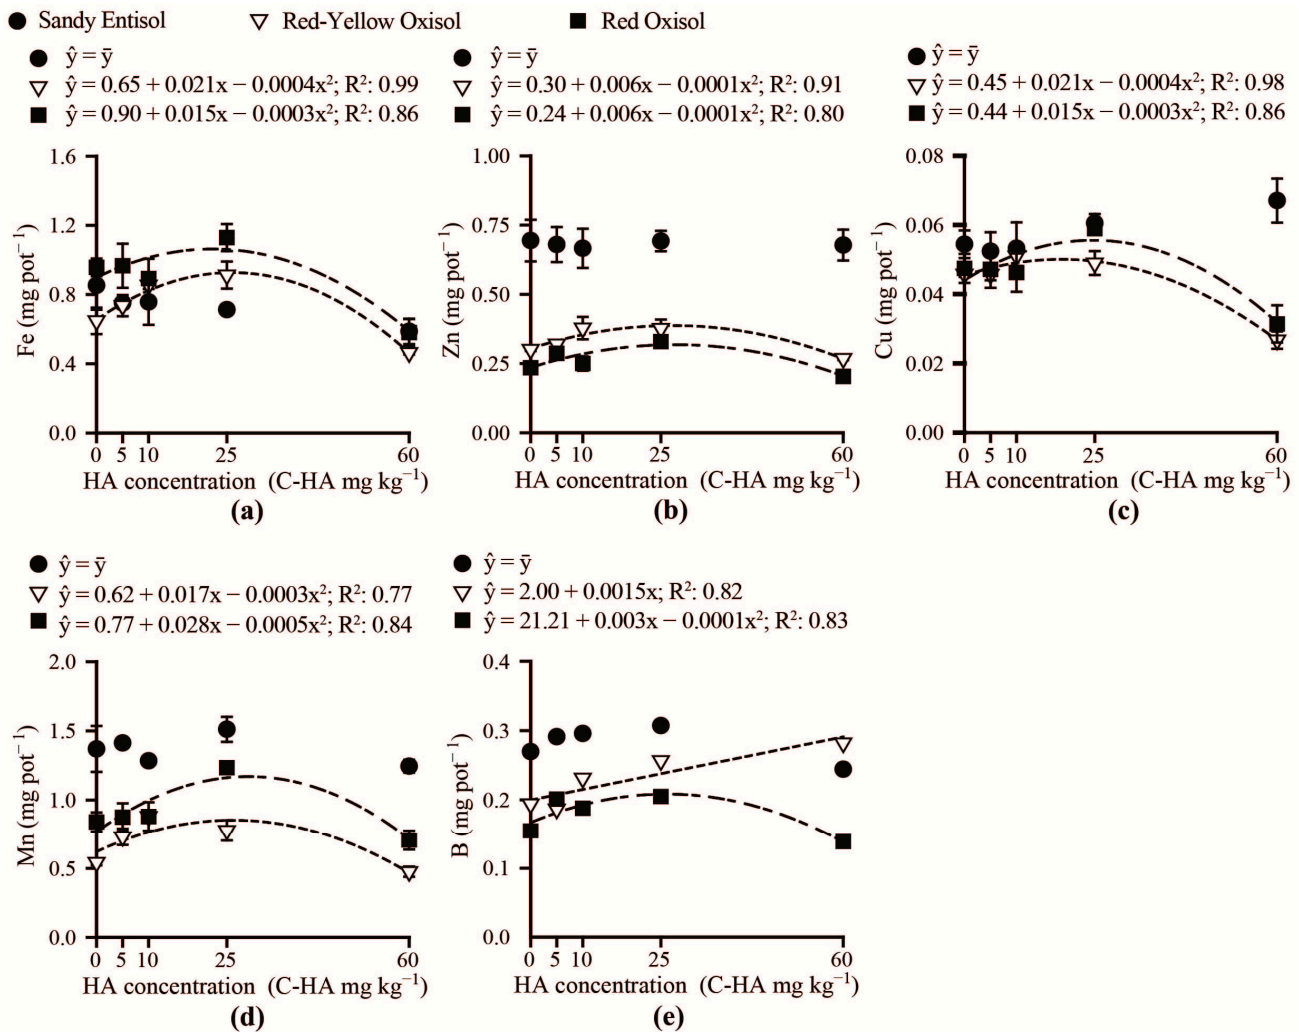 Sandy Entisol Red-Yellow Oxisol Red Oxisol
ŷ = ȳ
ŷ = 0.65 + 0.021x − 0.0004x²; R²: 0.99
ŷ = 0.90 + 0.015x − 0.0003x²; R²: 0.86
1.6
1.2
0.8
0.4
0.0
Fe (mg pot⁻¹)
0 5 10 25 60
HA concentration (C-HA mg kg⁻¹)
(a)
ŷ = ȳ
ŷ = 0.30 + 0.006x − 0.0001x²; R²: 0.91
ŷ = 0.24 + 0.006x − 0.0001x²; R²: 0.80
1.00
0.75
0.50
0.25
0.00
Zn (mg pot⁻¹)
0 5 10 25 60
HA concentration (C-HA mg kg⁻¹)
(b)
ŷ = ȳ
ŷ = 0.45 + 0.021x − 0.0004x²; R²: 0.98
ŷ = 0.44 + 0.015x − 0.0003x²; R²: 0.86
0.08
0.06
0.04
0.02
0.00
Cu (mg pot⁻¹)
0 5 10 25 60
HA concentration (C-HA mg kg⁻¹)
(c)
ŷ = ȳ
ŷ = 0.62 + 0.017x − 0.0003x²; R²: 0.77
ŷ = 0.77 + 0.028x − 0.0005x²; R²: 0.84
2.0
1.5
1.0
0.5
0.0
Mn (mg pot⁻¹)
0 5 10 25 60
HA concentration (C-HA mg kg⁻¹)
(d)
ŷ = ȳ
ŷ = 2.00 + 0.0015x; R²: 0.82
ŷ = 21.21 + 0.003x − 0.0001x²; R²: 0.83
0.4
0.3
0.2
0.1
0.0
B (mg pot⁻¹)
0 5 10 25 60
HA concentration (C-HA mg kg⁻¹)
(e)